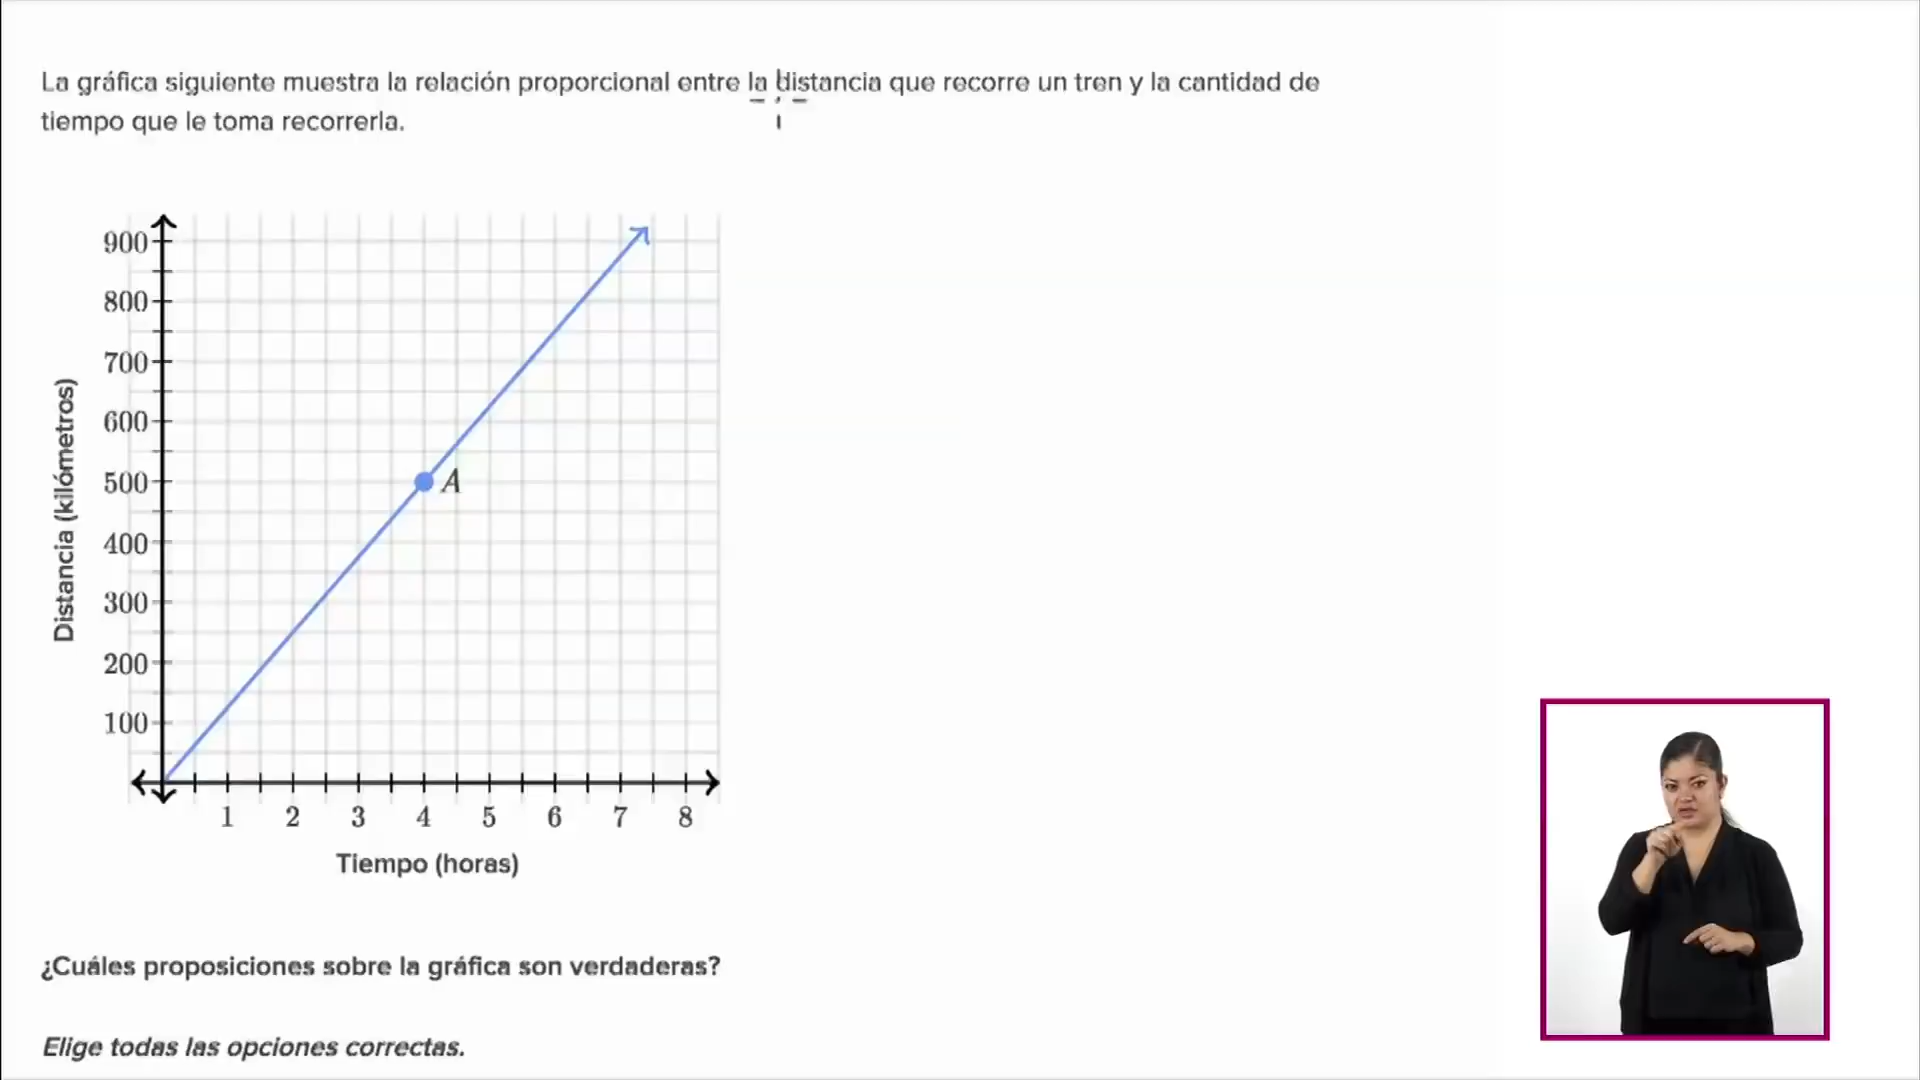 La gráfica siguiente muestra la relación proporcional entre la distancia que recorre un tren y la cantidad de
tiempo que le toma recorrerla.
900
800
700
600
500
400
300
200
100
Distancia (kilómetros)
A
1 2 3 4 5 6 7 8
Tiempo (horas)
¿Cuáles proposiciones sobre la gráfica son verdaderas?
Elige todas las opciones correctas.